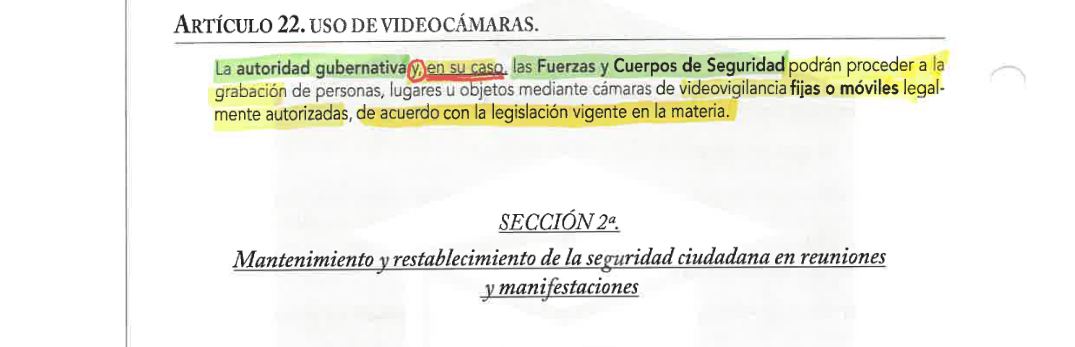 ARTÍCULO 22. USO DE VIDEOCÁMARAS.
La autoridad gubernativa y, en su caso, las Fuerzas y Cuerpos de Seguridad podrán proceder a la
grabación de personas, lugares u objetos mediante cámaras de videovigilancia fijas o móviles legal-
mente autorizadas, de acuerdo con la legislación vigente en la materia.
SECCIÓN 2ª.
Mantenimiento y restablecimiento de la seguridad ciudadana en reuniones
y manifestaciones